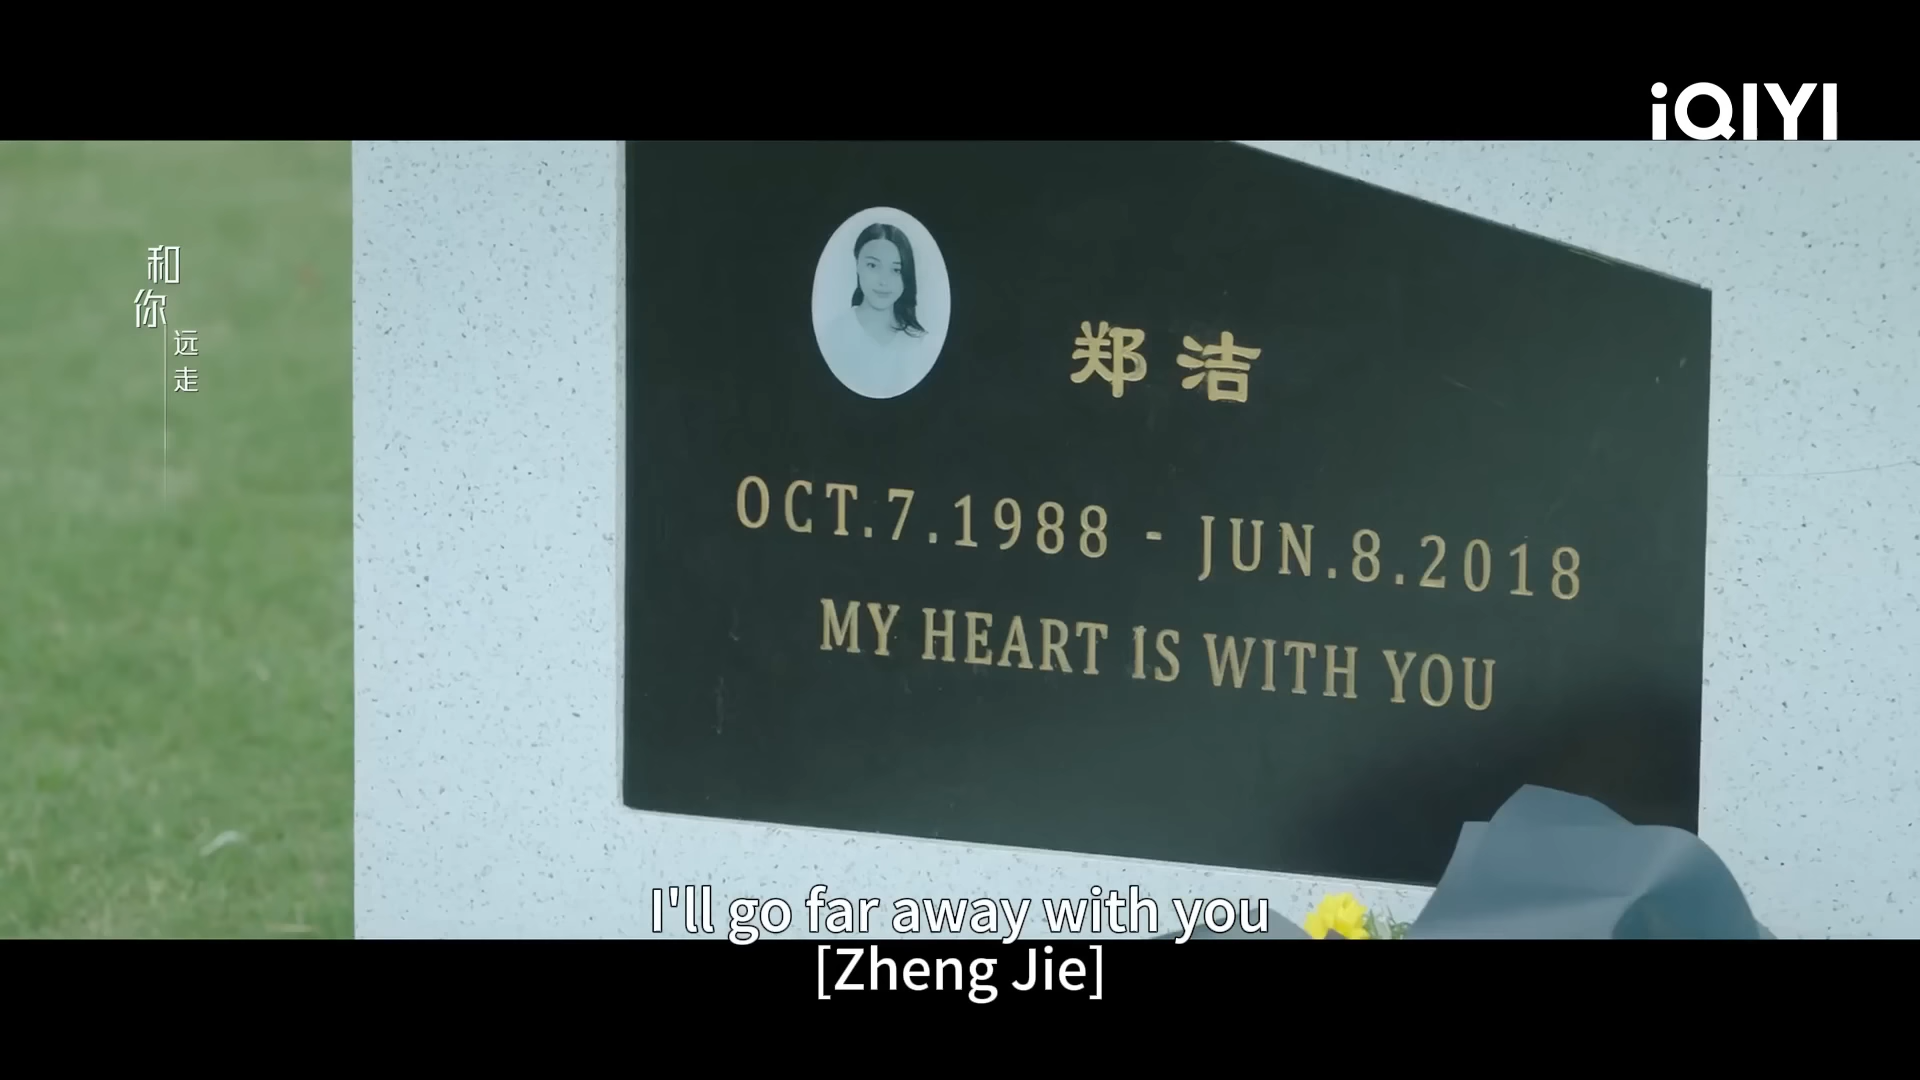 iQIYI
和你
远走
郑洁
OCT.7.1988 - JUN.8.2018
MY HEART IS WITH YOU
I'll go far away with you
[Zheng Jie]